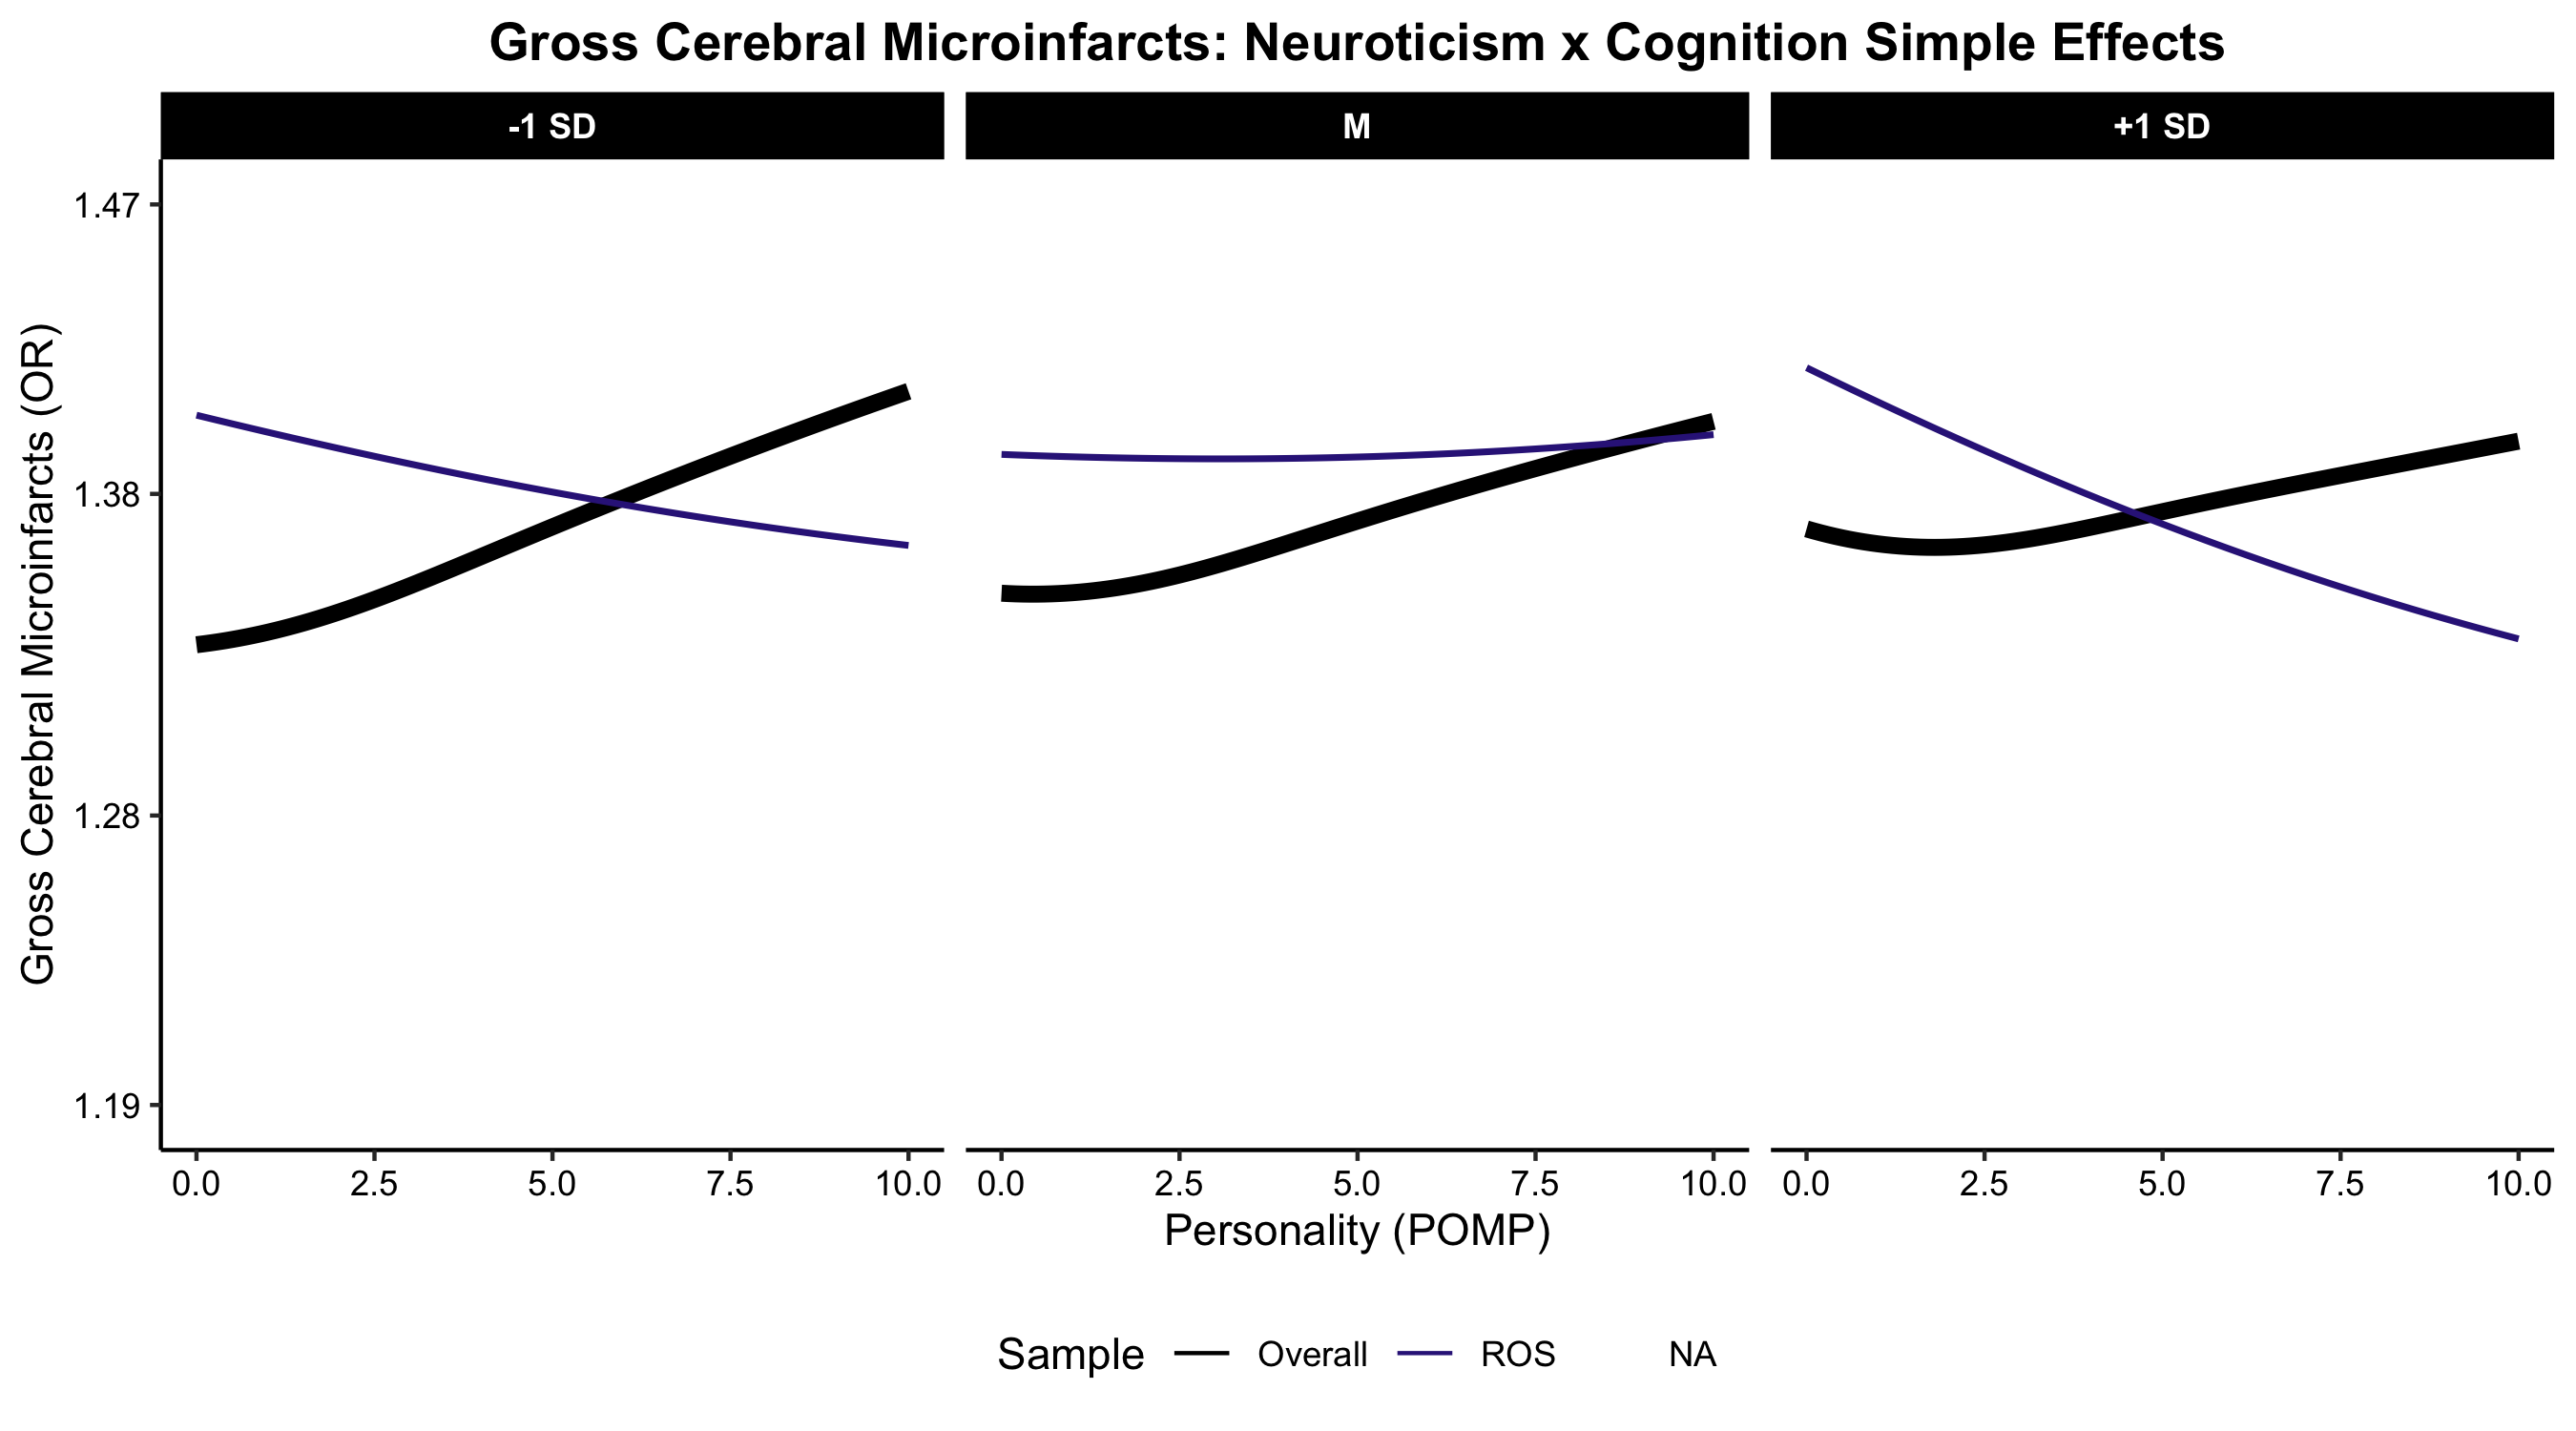 Gross Cerebral Microinfarcts: Neuroticism x Cognition Simple Effects
-1 SD
M
+1 SD
Gross Cerebral Microinfarcts (OR)
1.47
1.38
1.28
1.19
0.0 2.5 5.0 7.5 10.0
0.0 2.5 5.0 7.5 10.0
0.0 2.5 5.0 7.5 10.0
Personality (POMP)
Sample Overall ROS NA